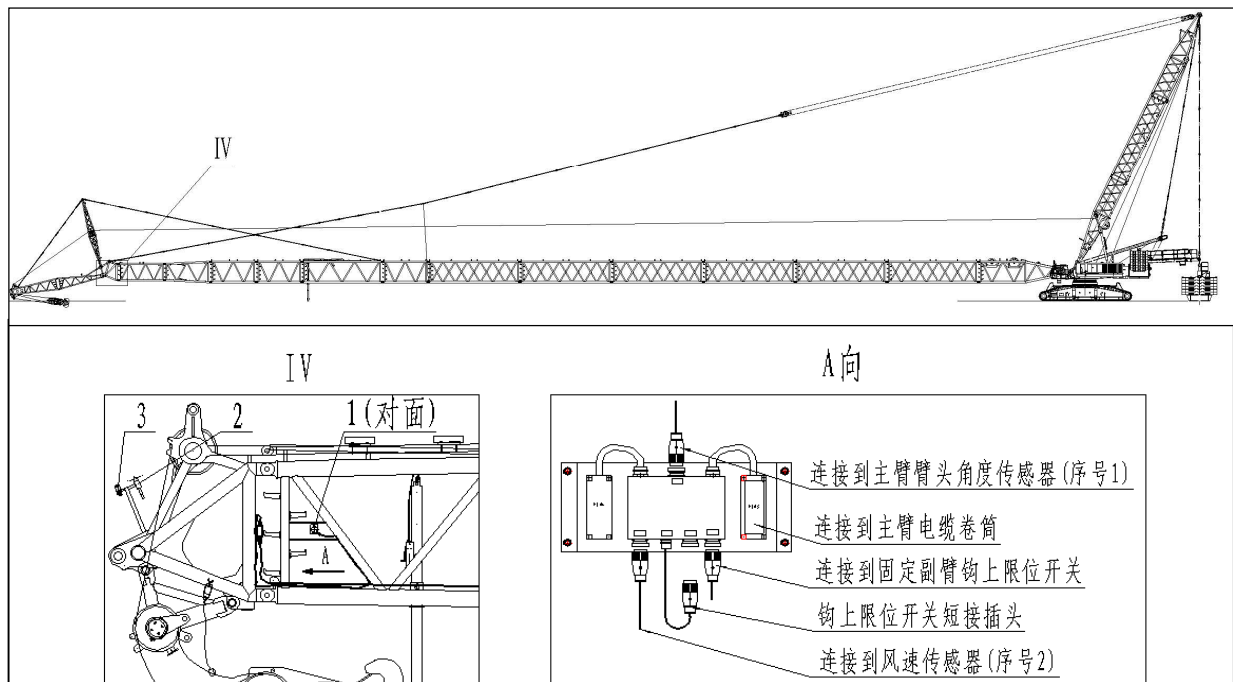 IV
IV
A向
3
2
1(对面)
A
连接到主臂臂头角度传感器(序号1)
连接到主臂电缆卷筒
连接到固定副臂钩上限位开关
钩上限位开关短接插头
连接到风速传感器(序号2)